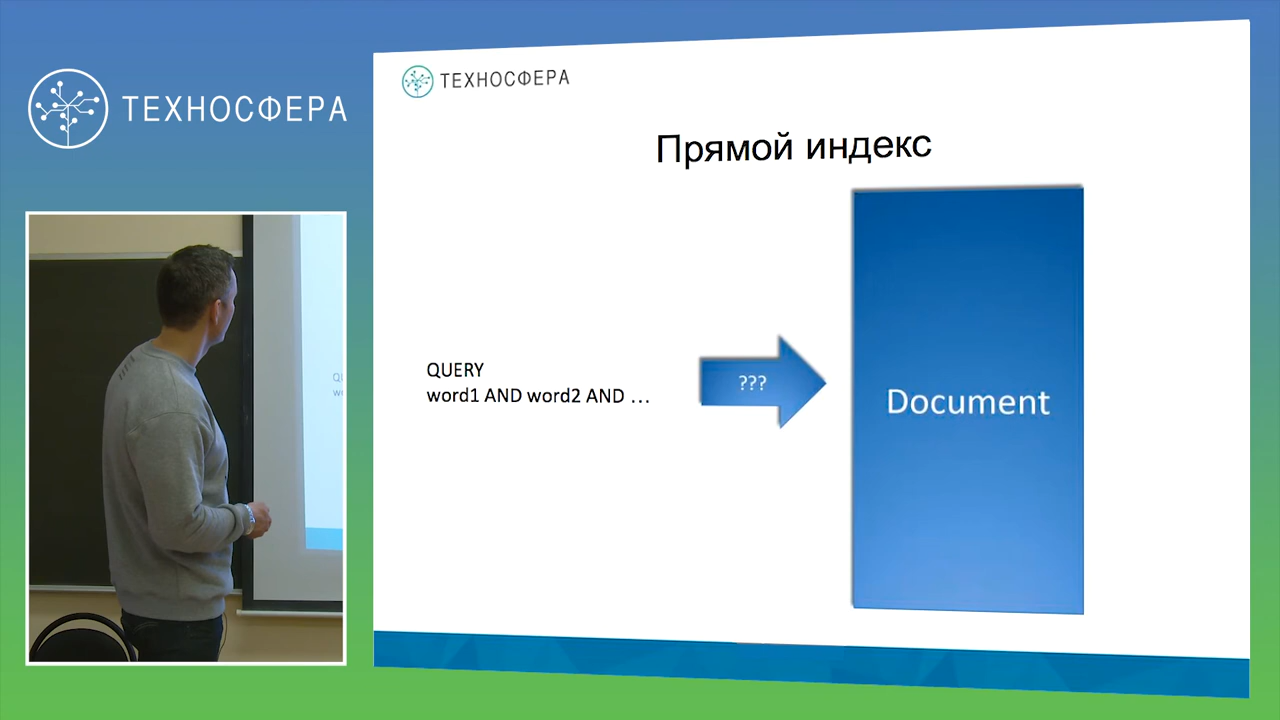 ТЕХНОСФЕРА
ТЕХНОСФЕРА
Прямой индекс
QUERY
word1 AND word2 AND …
???
Document